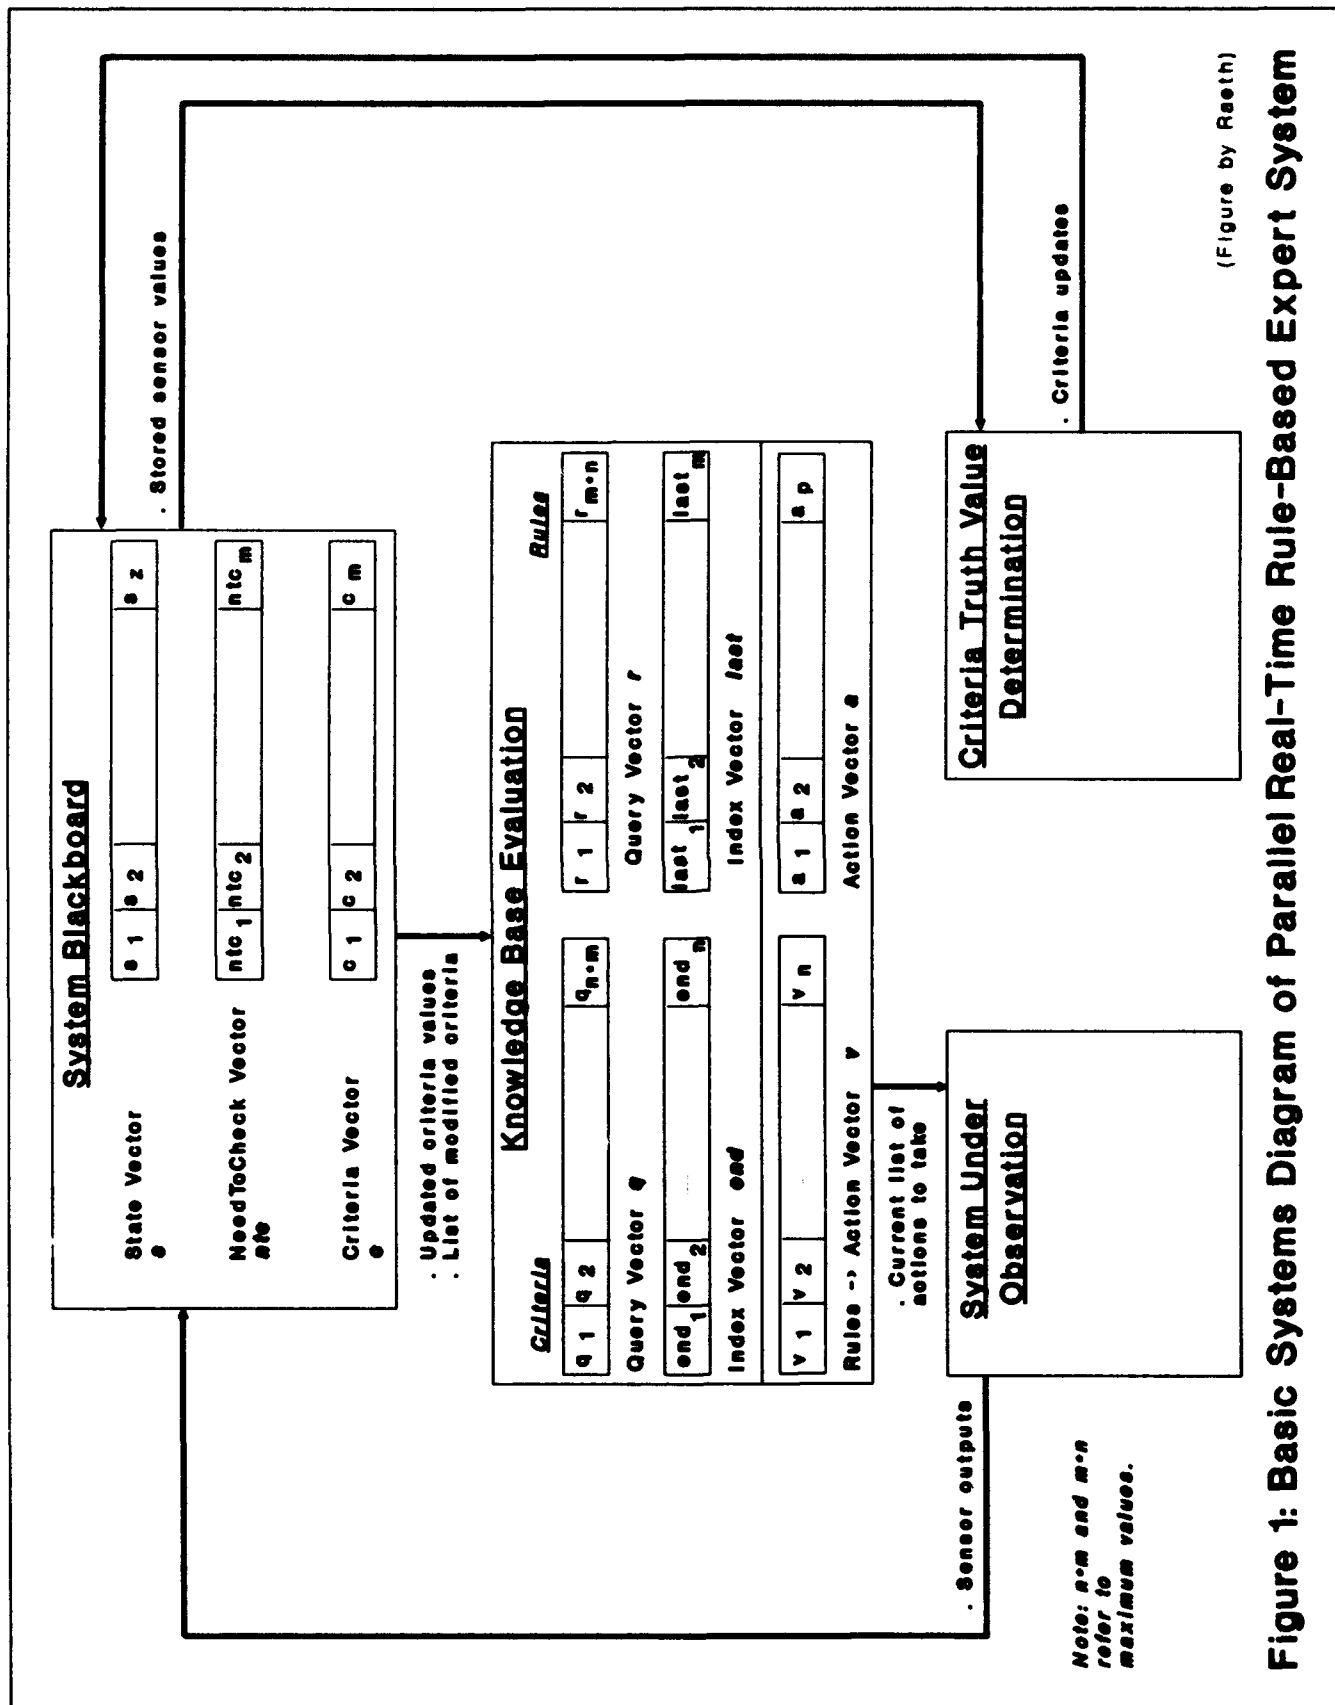 System Blackboard
State Vector
s
s 1 s 2 s z
NeedToCheck Vector
ntc
ntc 1 ntc 2 ntc m
Criteria Vector
c
c 1 c 2 c m
. Stored sensor values
. Updated criteria values
. List of modified criteria
Knowledge Base Evaluation
Criteria
Rules
q 1 q 2 q n*m
r 1 r 2 r m*n
Query Vector q
Query Vector r
end 1 end 2 end n
last 1 last 2 last m
Index Vector end
Index Vector last
v 1 v 2 v n
a 1 a 2 a p
Rules -> Action Vector v
Action Vector a
. Current list of
actions to take
. Sensor outputs
System Under
Observation
Criteria Truth Value
Determination
. Criteria updates
Note: n*m and m*n
refer to
maximum values.
(Figure by Raeth)
Figure 1: Basic Systems Diagram of Parallel Real-Time Rule-Based Expert System